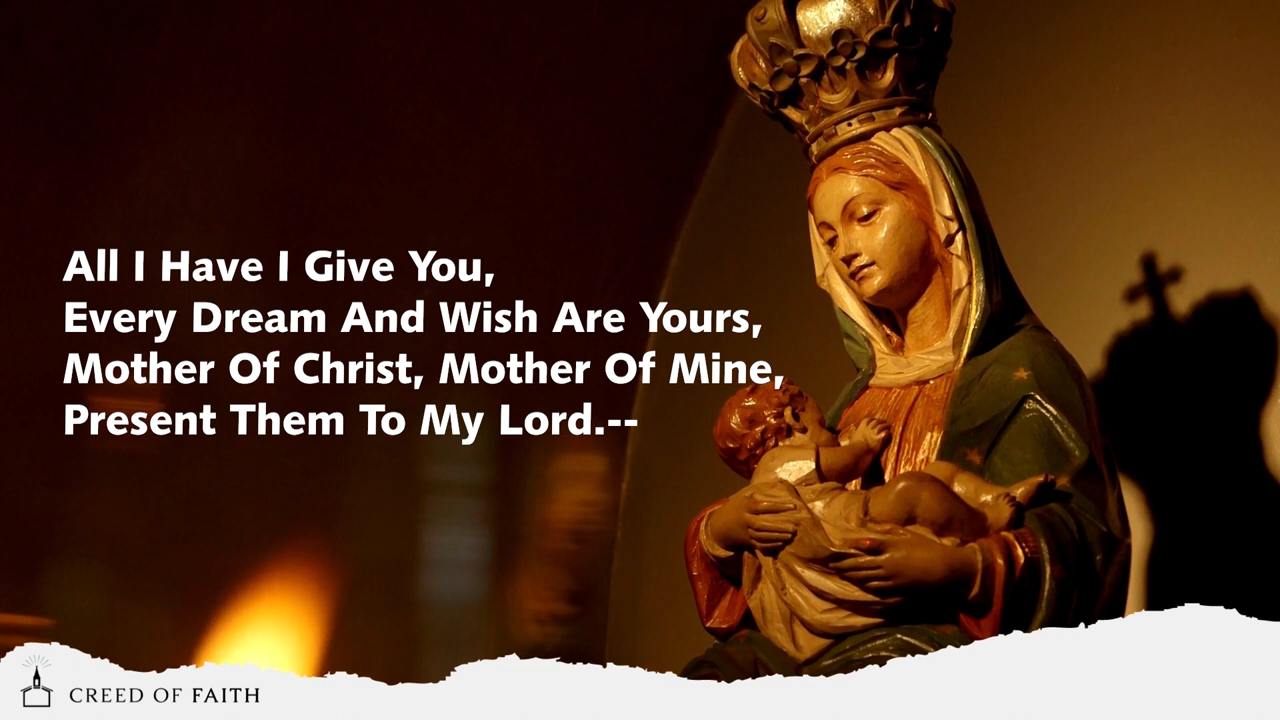 All I Have I Give You,
Every Dream And Wish Are Yours,
Mother Of Christ, Mother Of Mine,
Present Them To My Lord.--
CREED OF FAITH